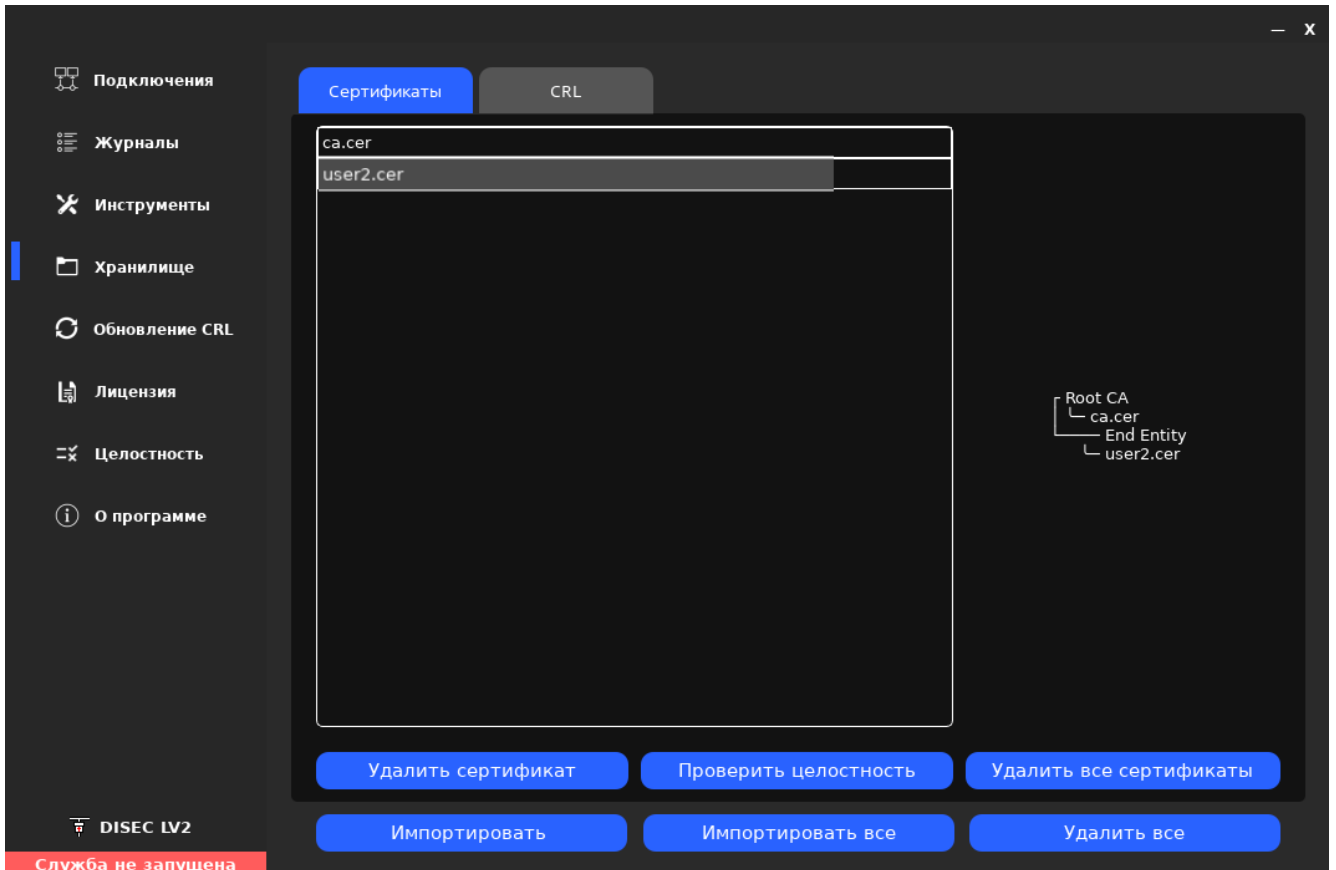 — X
Подключения
Журналы
Инструменты
Хранилище
Обновление CRL
Лицензия
Целостность
О программе
DISEC LV2
Служба не запущена
Сертификаты
CRL
ca.cer
user2.cer
Root CA
ca.cer
End Entity
user2.cer
Удалить сертификат
Проверить целостность
Удалить все сертификаты
Импортировать
Импортировать все
Удалить все